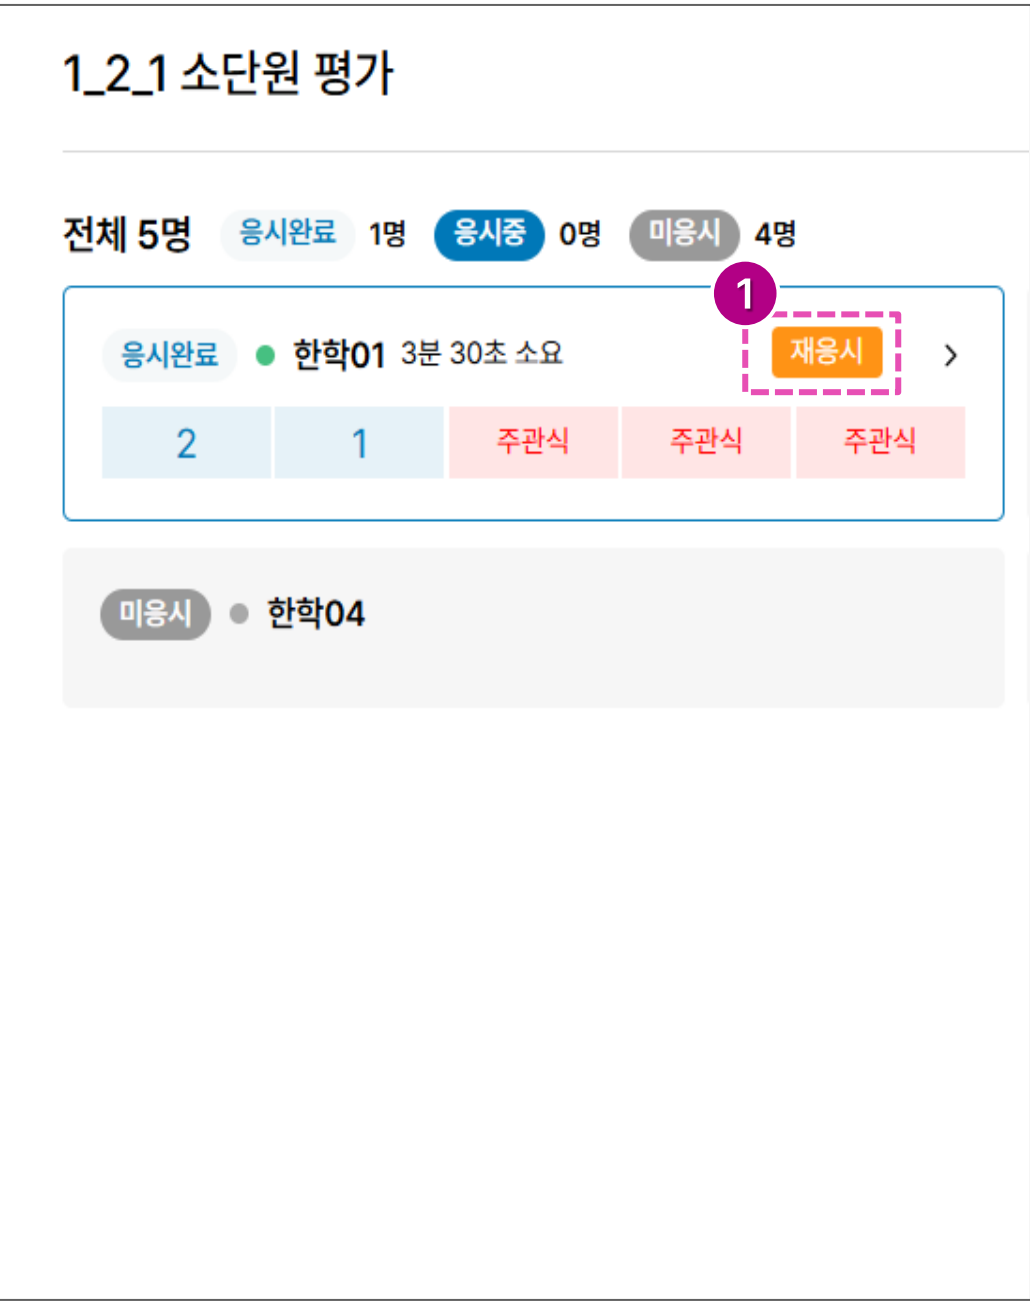 1_2_1 소단원 평가
전체 5명 응시완료 1명 응시중 0명 미응시 4명
1
응시완료 한학01 3분 30초 소요 재응시
2 1 주관식 주관식 주관식
미응시 한학04